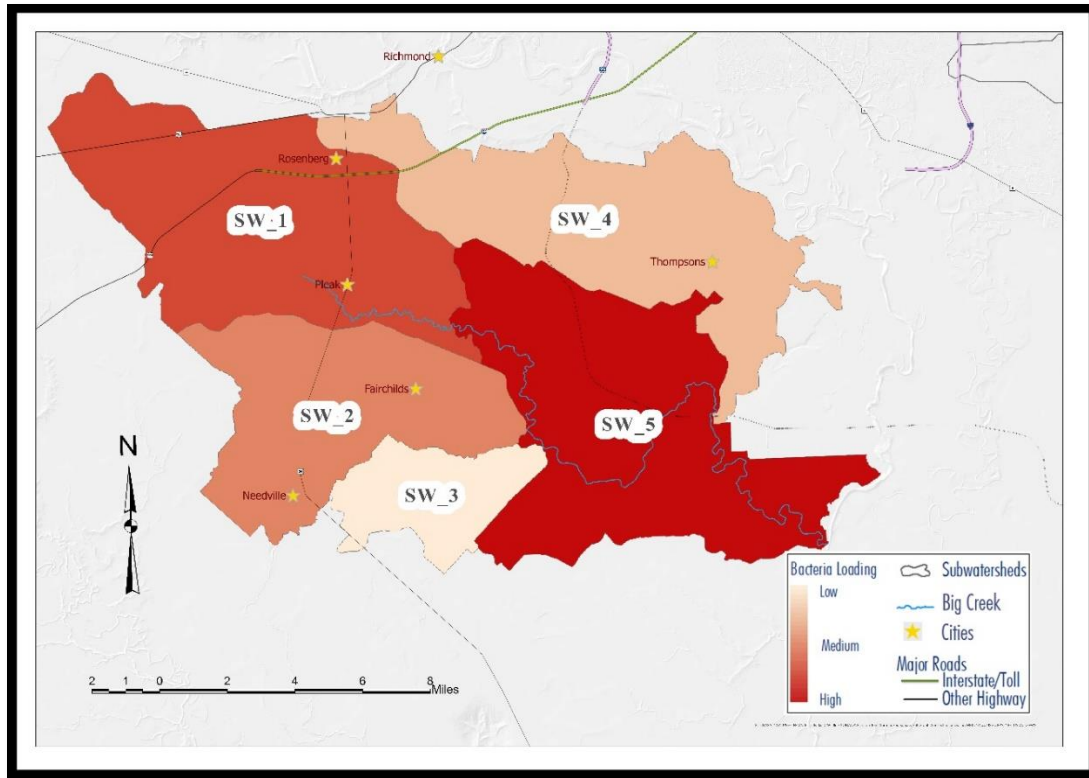 Richmond
Rosenberg
SW_1
SW_4
Thompsons
Pleak
Fairchilds
SW_2
SW_5
N
SW_3
Needville
Bacteria Loading
Low
Medium
High
Subwatersheds
Big Creek
Cities
Major Roads
Interstate/Toll
Other Highway
2 1 0 2 4 6 8 Miles